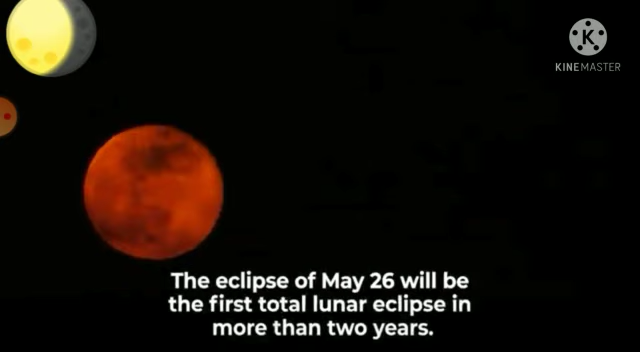 KINEMASTER
The eclipse of May 26 will be
the first total lunar eclipse in
more than two years.